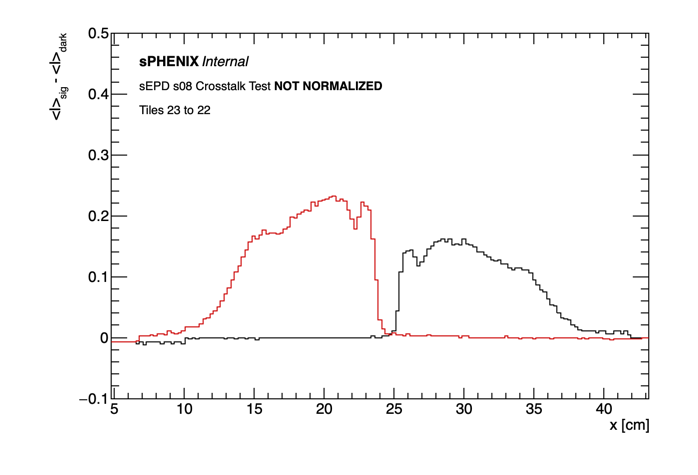 0.5
<I>sig - <I>dark
sPHENIX Internal
sEPD s08 Crosstalk Test NOT NORMALIZED
0.4
Tiles 23 to 22
0.3
0.2
0.1
0
−0.1
5 10 15 20 25 30 35 40
x [cm]